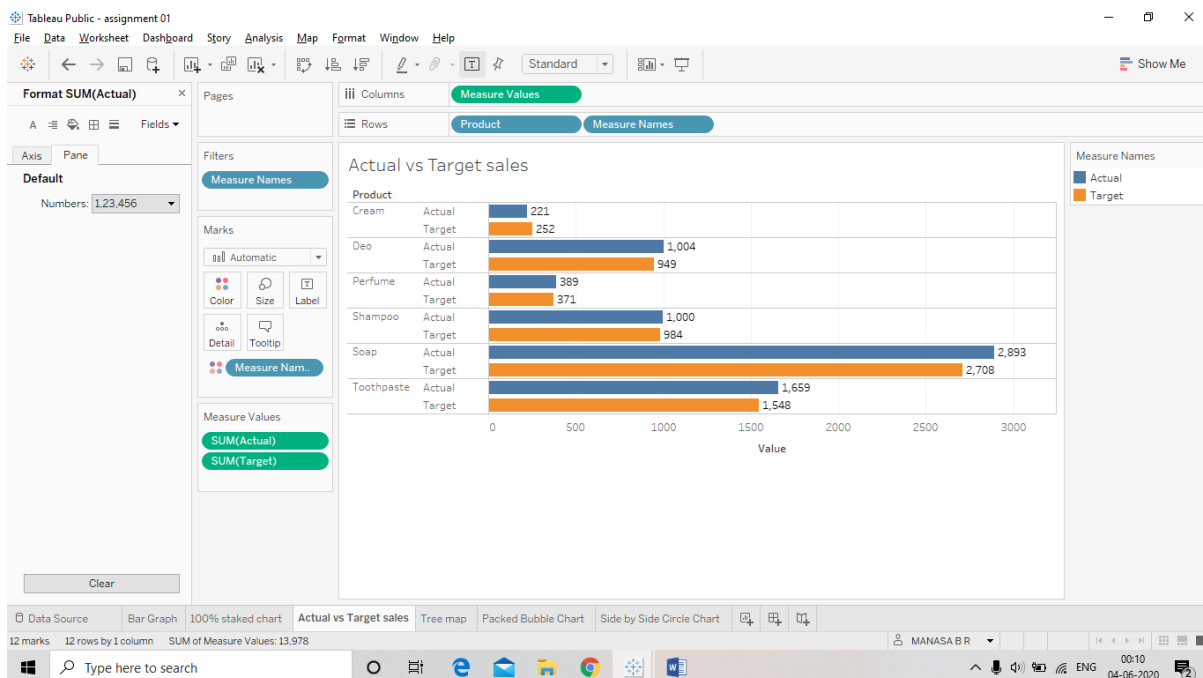 Tableau Public - assignment 01
File Data Worksheet Dashboard Story Analysis Map Format Window Help
Standard
Show Me
Format SUM(Actual) ×
Fields
Axis Pane
Default
Numbers: 1,23,456
Clear
Pages
Filters
Measure Names
Marks
Automatic
Color Size Label
Detail Tooltip
Measure Nam..
Measure Values
SUM(Actual)
SUM(Target)
Columns Measure Values
Rows Product Measure Names
Actual vs Target sales
Product
Cream Actual 221
Target 252
Deo Actual 1,004
Target 949
Perfume Actual 389
Target 371
Shampoo Actual 1,000
Target 984
Soap Actual 2,893
Target 2,708
Toothpaste Actual 1,659
Target 1,548
0 500 1000 1500 2000 2500 3000
Value
Measure Names
Actual
Target
Data Source Bar Graph 100% staked chart Actual vs Target sales Tree map Packed Bubble Chart Side by Side Circle Chart
12 marks 12 rows by 1 column SUM of Measure Values: 13,978
MANASA B R
Type here to search
ENG
00:10
04-06-2020
2